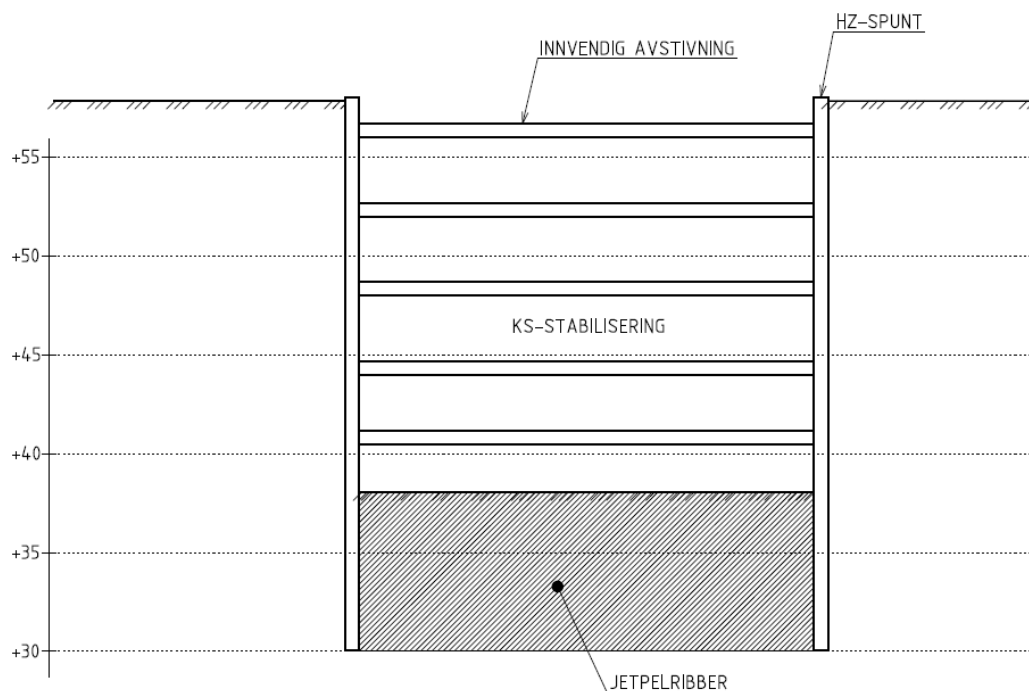 HZ-SPUNT
INNVENDIG AVSTIVNING
+55
+50
KS-STABILISERING
+45
+40
+35
+30
JETPELRIBBER